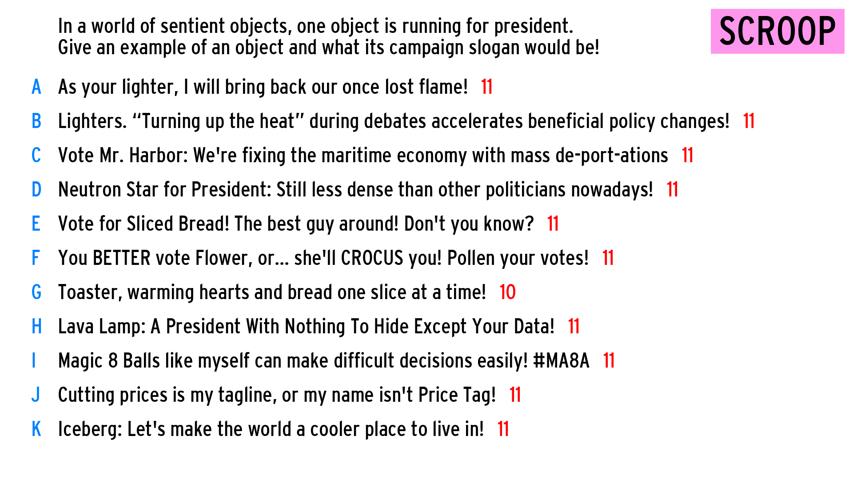 In a world of sentient objects, one object is running for president.
Give an example of an object and what its campaign slogan would be!
SCROOP
A As your lighter, I will bring back our once lost flame! 11
B Lighters. “Turning up the heat” during debates accelerates beneficial policy changes! 11
C Vote Mr. Harbor: We're fixing the maritime economy with mass de-port-ations 11
D Neutron Star for President: Still less dense than other politicians nowadays! 11
E Vote for Sliced Bread! The best guy around! Don't you know? 11
F You BETTER vote Flower, or... she'll CROCUS you! Pollen your votes! 11
G Toaster, warming hearts and bread one slice at a time! 10
H Lava Lamp: A President With Nothing To Hide Except Your Data! 11
I Magic 8 Balls like myself can make difficult decisions easily! #MA8A 11
J Cutting prices is my tagline, or my name isn't Price Tag! 11
K Iceberg: Let's make the world a cooler place to live in! 11